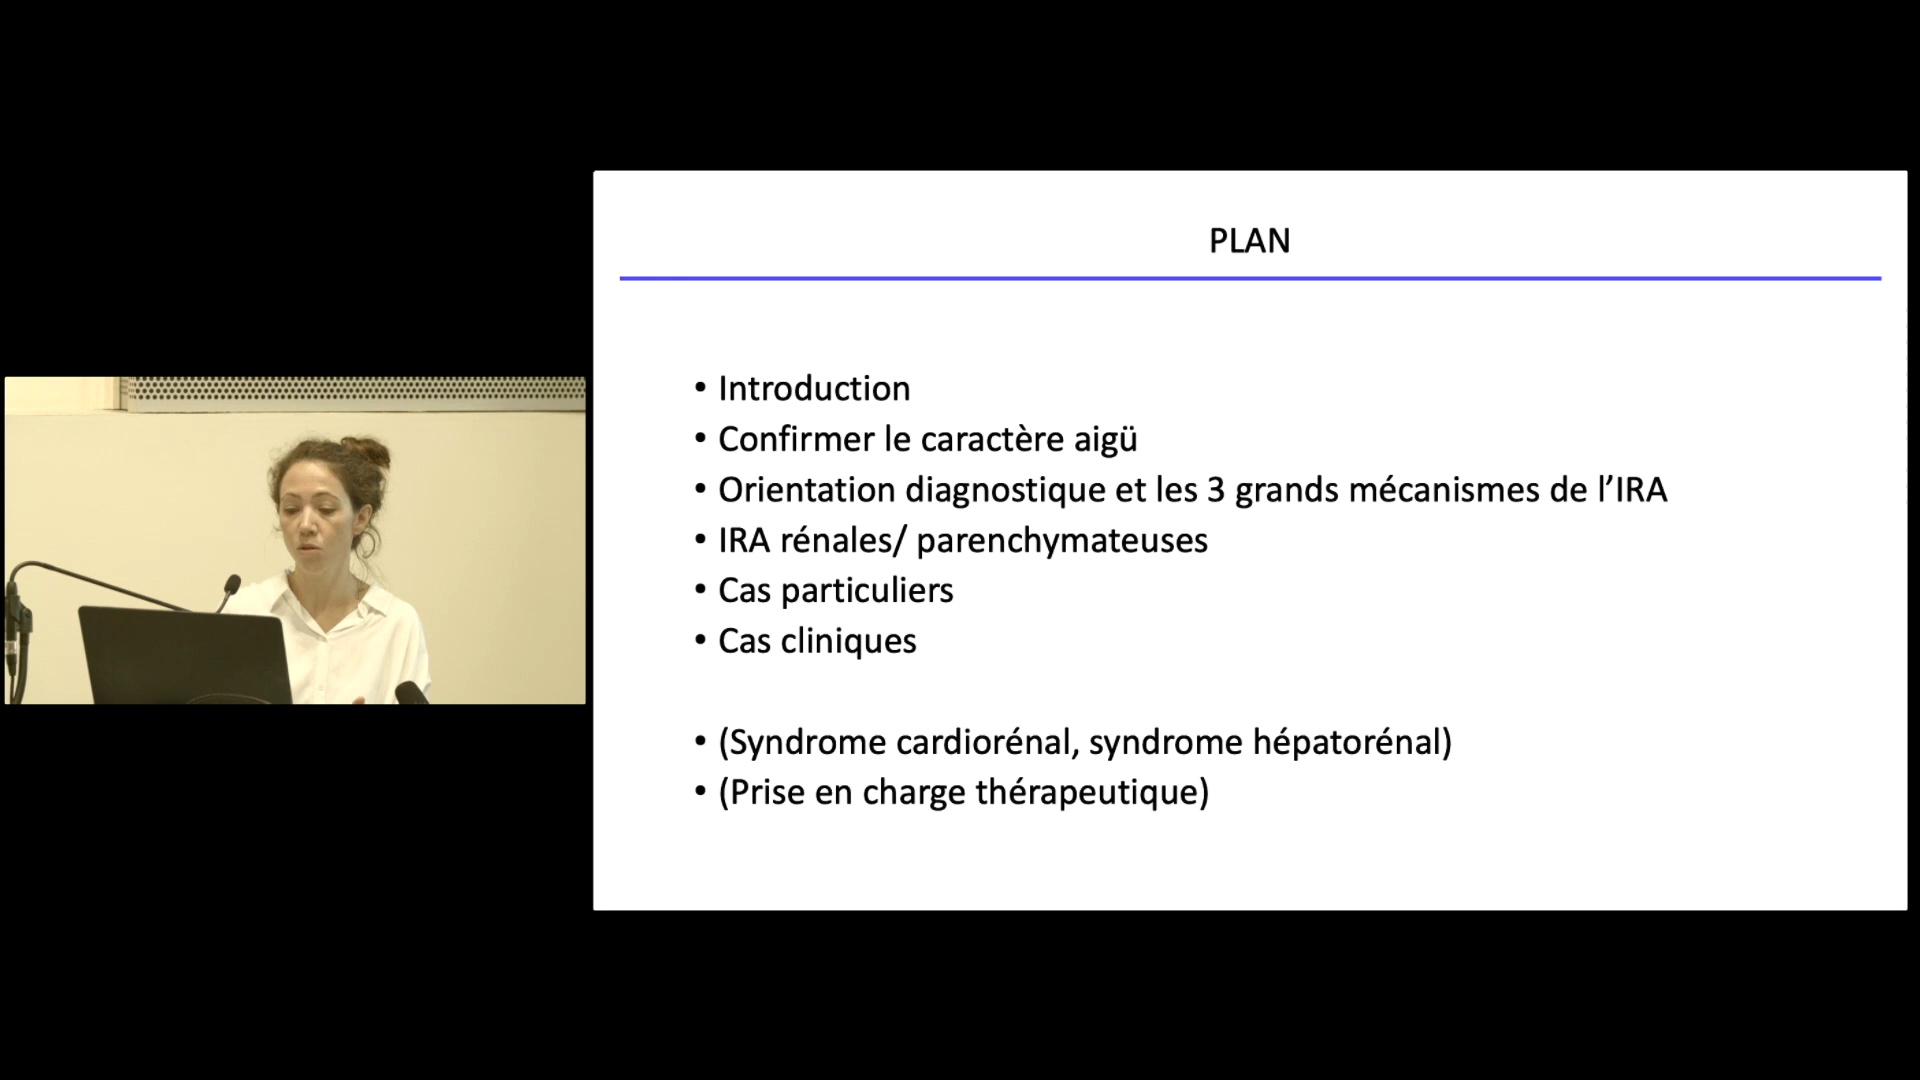 PLAN
• Introduction
• Confirmer le caractère aigü
• Orientation diagnostique et les 3 grands mécanismes de l’IRA
• IRA rénales/ parenchymateuses
• Cas particuliers
• Cas cliniques
• (Syndrome cardiorénal, syndrome hépatorénal)
• (Prise en charge thérapeutique)